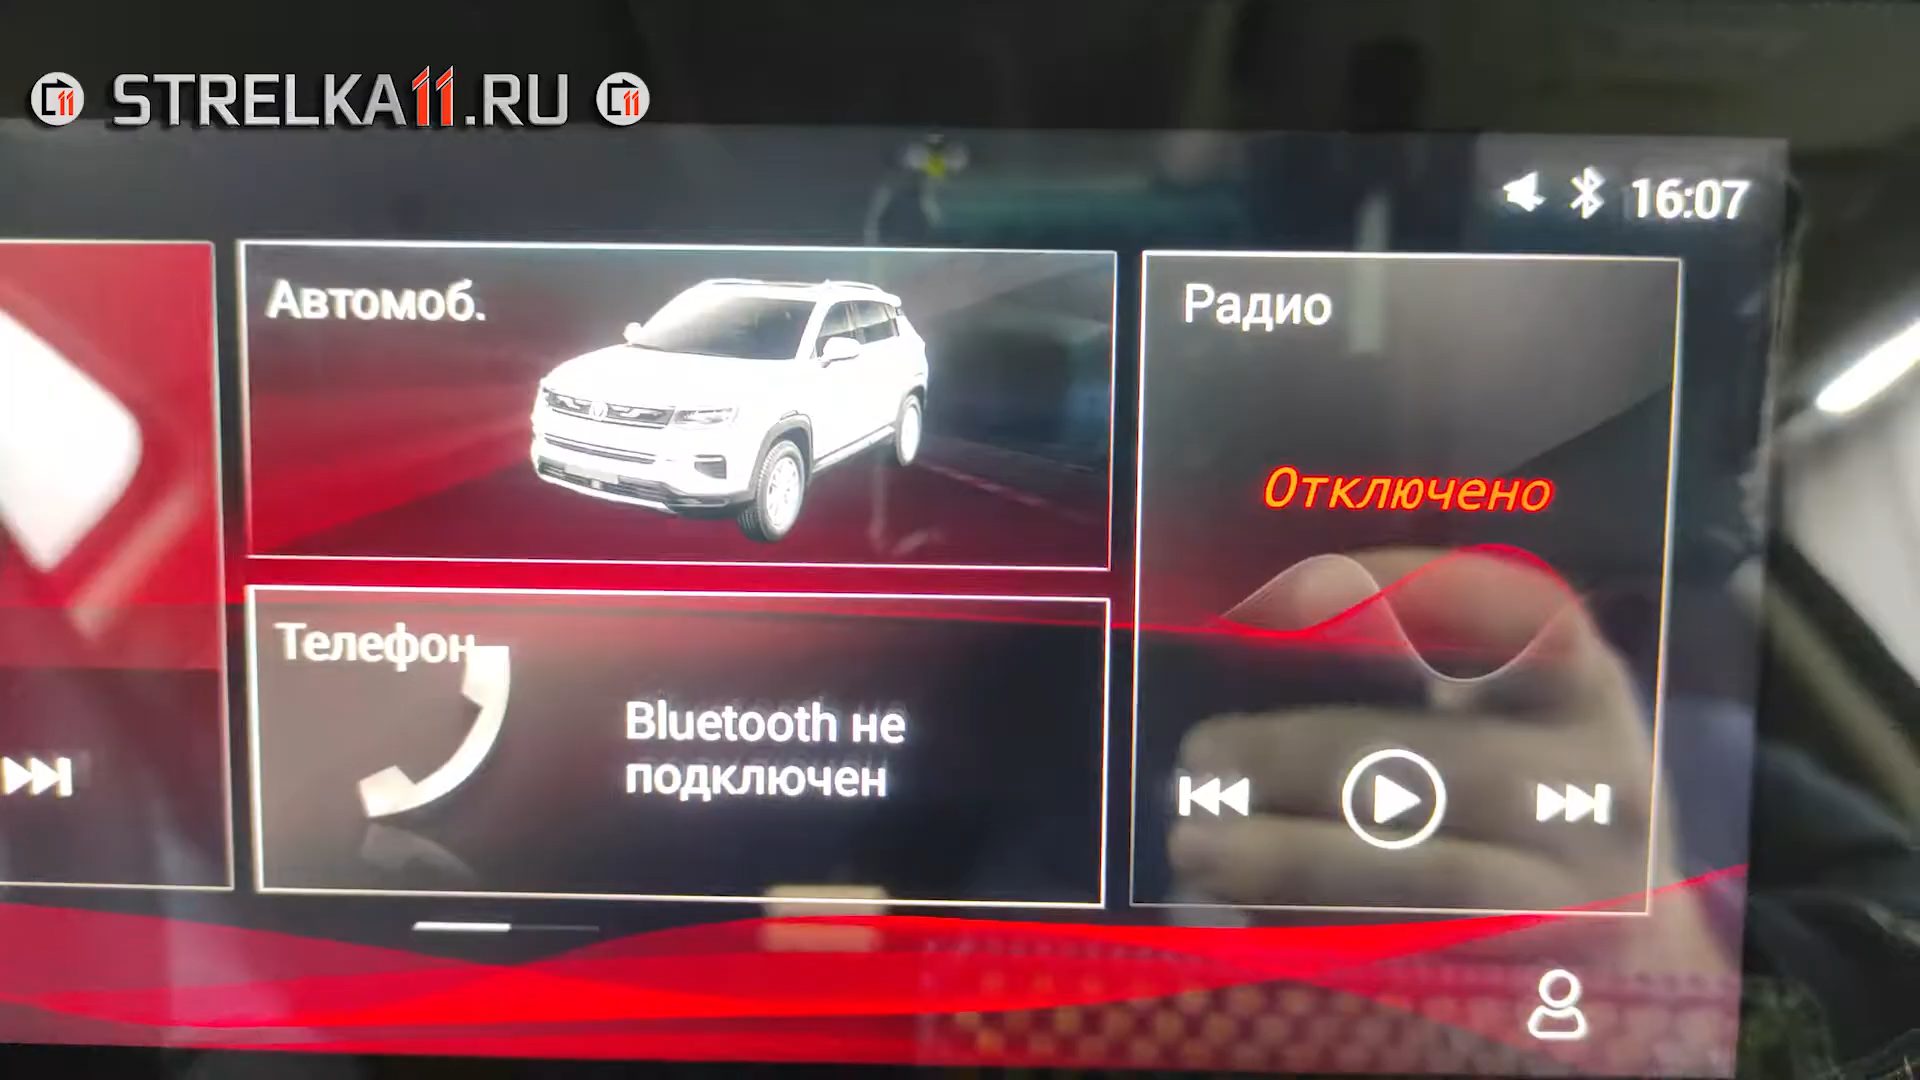 STRELKA11.RU
16:07
Автомоб.
Радио
Отключено
Телефон
Bluetooth не
подключен